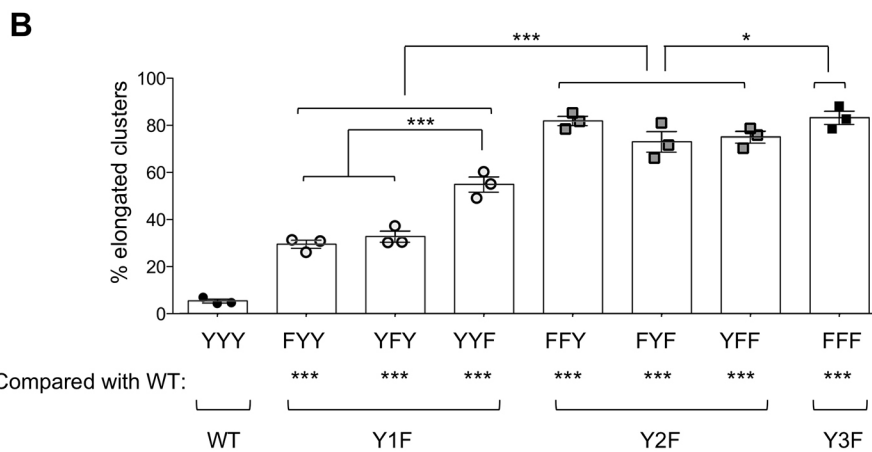 B
*** *
***
% elongated clusters
100
80
60
40
20
0
YYY FYY YFY YYF FFY FYF YFF FFF
Compared with WT: *** *** *** *** *** *** ***
WT Y1F Y2F Y3F